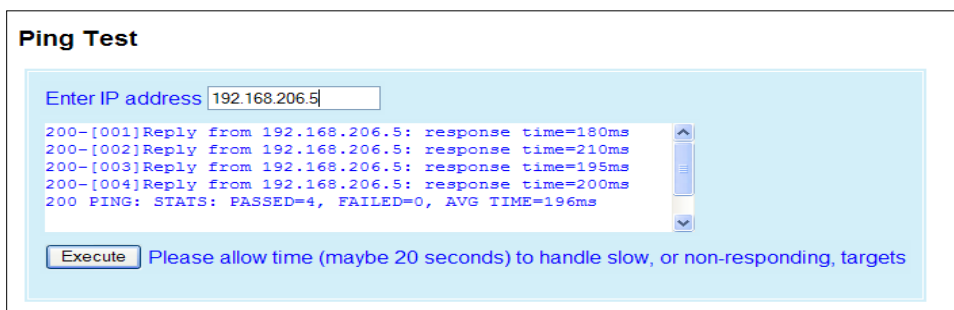 Ping Test
Enter IP address 192.168.206.5
200-[001]Reply from 192.168.206.5: response time=180ms
200-[002]Reply from 192.168.206.5: response time=210ms
200-[003]Reply from 192.168.206.5: response time=195ms
200-[004]Reply from 192.168.206.5: response time=200ms
200 PING: STATS: PASSED=4, FAILED=0, AVG TIME=196ms
Execute Please allow time (maybe 20 seconds) to handle slow, or non-responding, targets